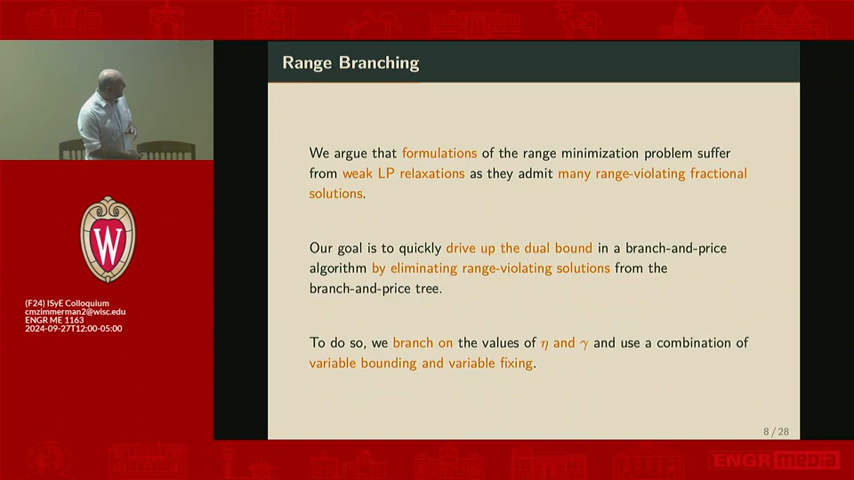 Range Branching
We argue that formulations of the range minimization problem suffer
from weak LP relaxations as they admit many range-violating fractional
solutions.
Our goal is to quickly drive up the dual bound in a branch-and-price
algorithm by eliminating range-violating solutions from the
branch-and-price tree.
To do so, we branch on the values of η and γ and use a combination of
variable bounding and variable fixing.
8 / 28
W
(F24) ISyE Colloquium
cmzimmerman2@wisc.edu
ENGR ME 1163
2024-09-27T12:00-05:00
ENGR media